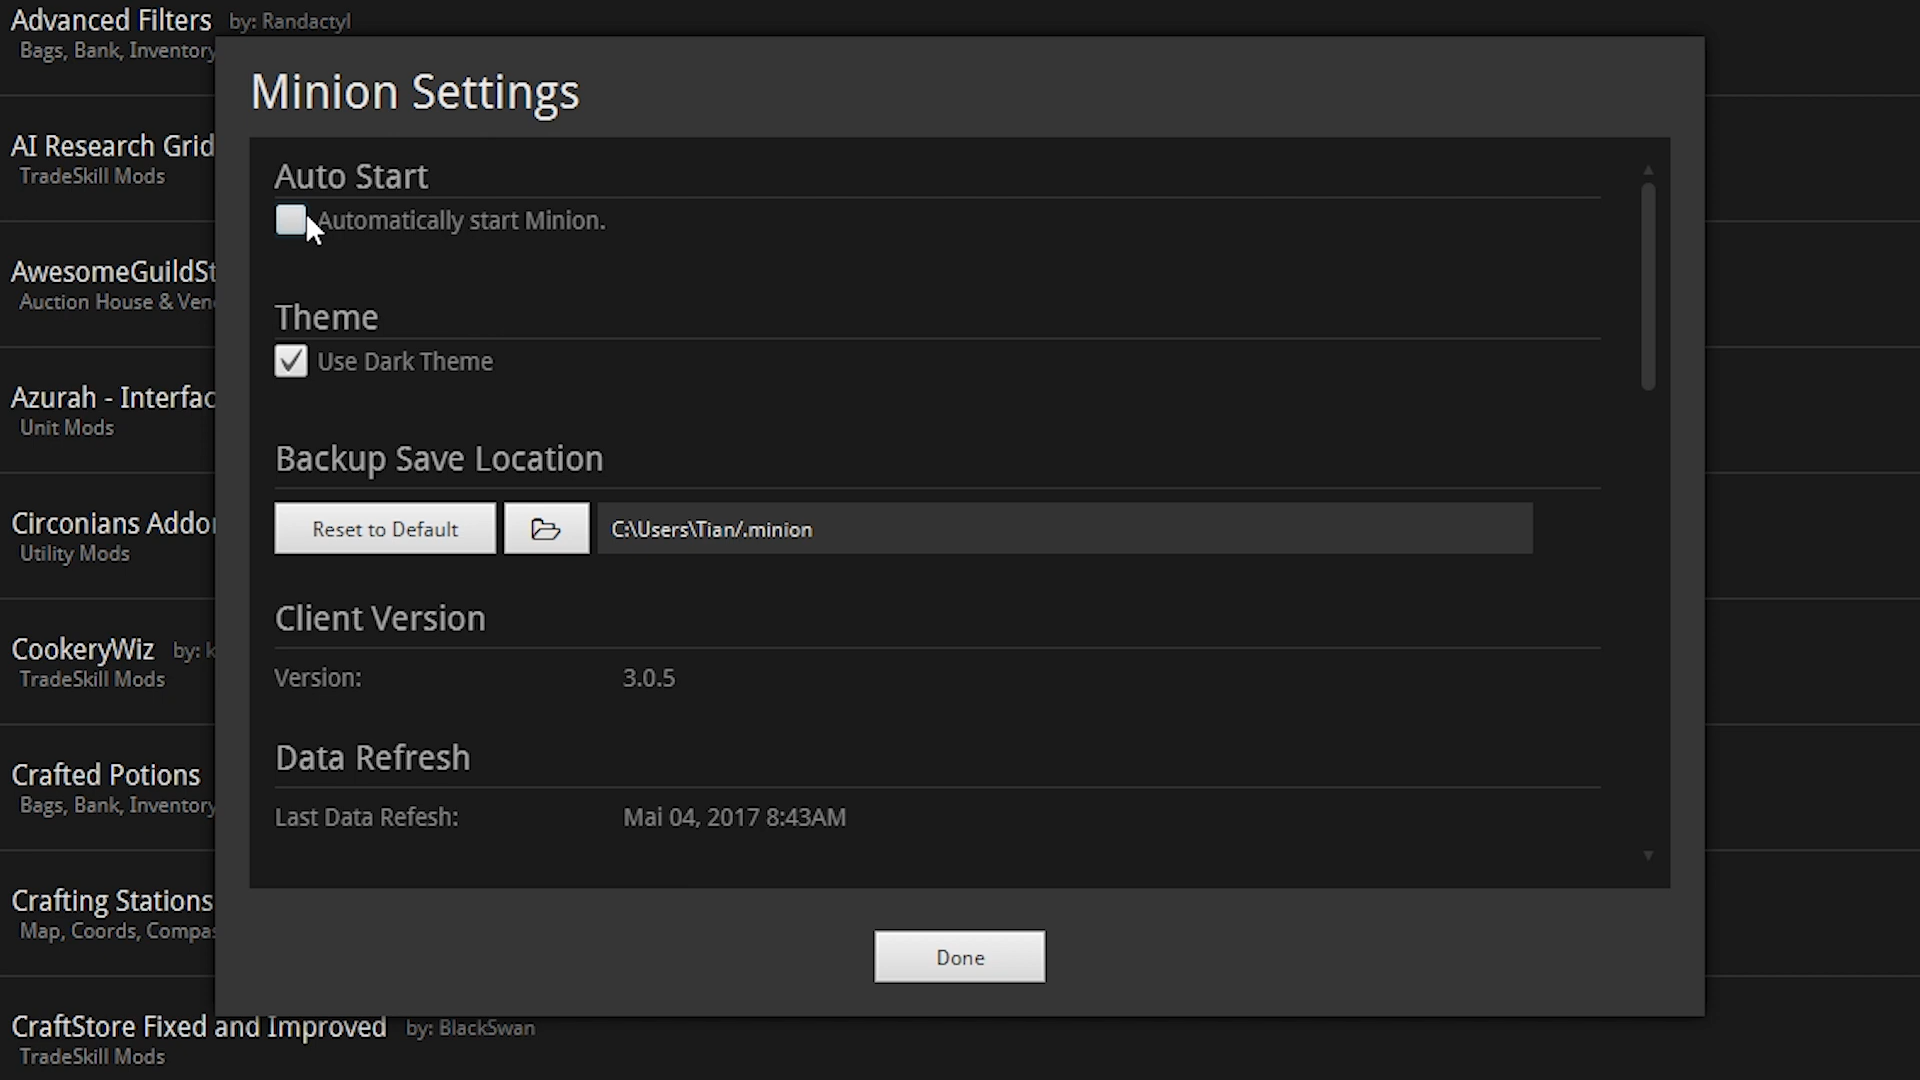 Advanced Filters by: Randactyl
Bags, Bank, Inventory
Minion Settings
AI Research Grid
TradeSkill Mods
AwesomeGuildSt
Auction House & Ven
Azurah - Interfac
Unit Mods
Circonians Addo
Utility Mods
CookeryWiz by: k
TradeSkill Mods
Crafted Potions
Bags, Bank, Inventory
Crafting Stations
Map, Coords, Compas
CraftStore Fixed and Improved by: BlackSwan
TradeSkill Mods
Auto Start
Automatically start Minion.
Theme
Use Dark Theme
Backup Save Location
Reset to Default
C:\Users\Tian/.minion
Client Version
Version: 3.0.5
Data Refresh
Last Data Refesh: Mai 04, 2017 8:43AM
Done